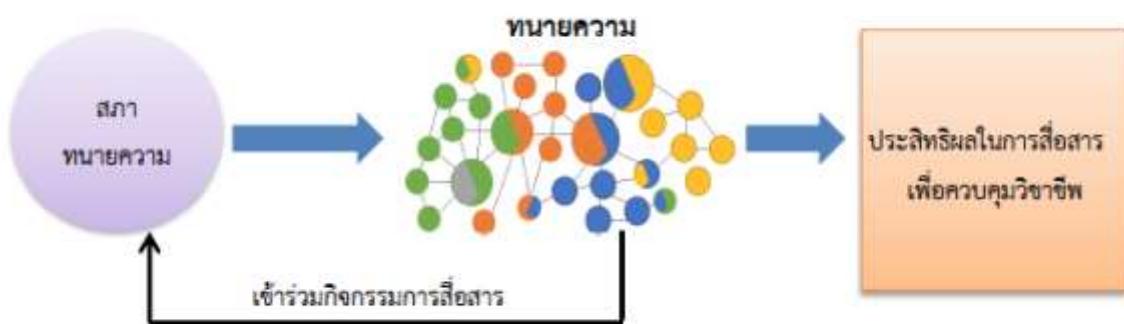 ทนายความ
สภา
ทนายความ
ประสิทธิผลในการสื่อสาร
เพื่อควบคุมวิชาชีพ
เข้าร่วมกิจกรรมการสื่อสาร